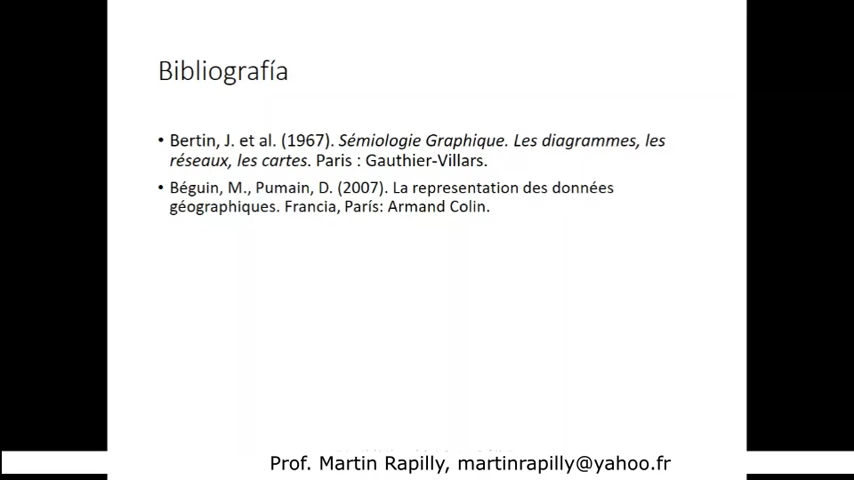 Bibliografía
• Bertin, J. et al. (1967). Sémiologie Graphique. Les diagrammes, les
réseaux, les cartes. Paris : Gauthier-Villars.
• Béguin, M., Pumain, D. (2007). La representation des données
géographiques. Francia, París: Armand Colin.
Prof. Martin Rapilly, martinrapilly@yahoo.fr